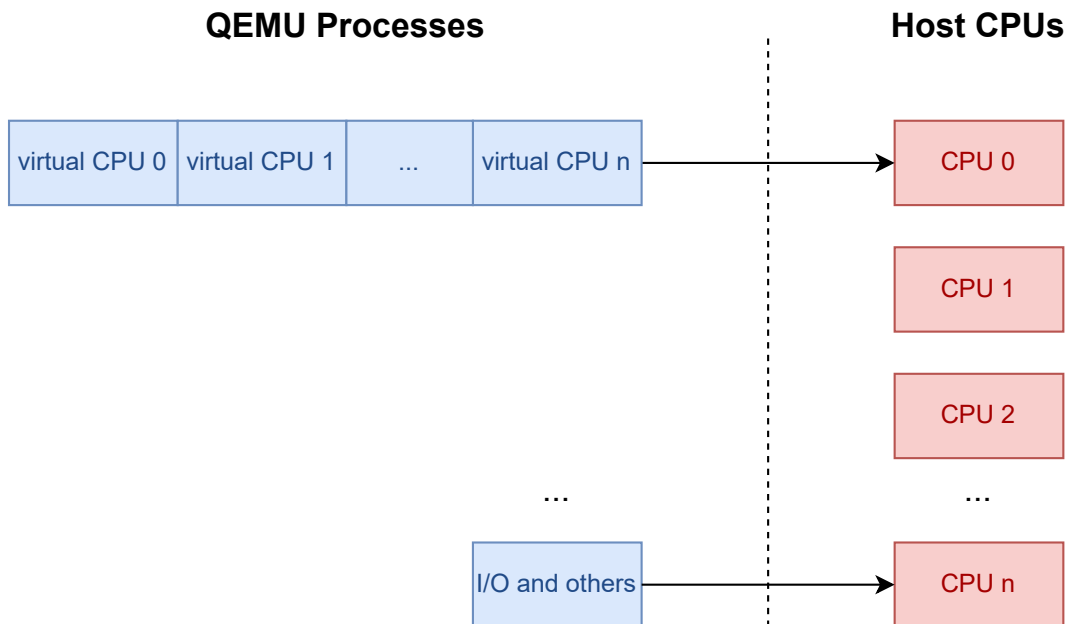 QEMU Processes
Host CPUs
virtual CPU 0
virtual CPU 1
...
virtual CPU n
CPU 0
CPU 1
CPU 2
...
...
I/O and others
CPU n